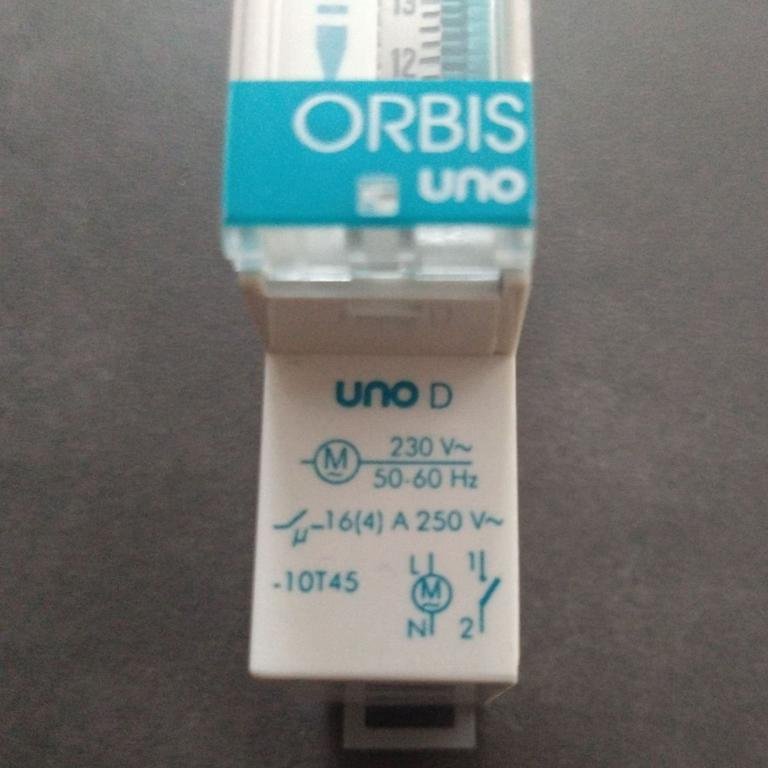 13
12
ORBIS
uno
uno D
M 230 V~
50-60 Hz
µ 16(4) A 250 V~
-10T45
L 1
M
N 2